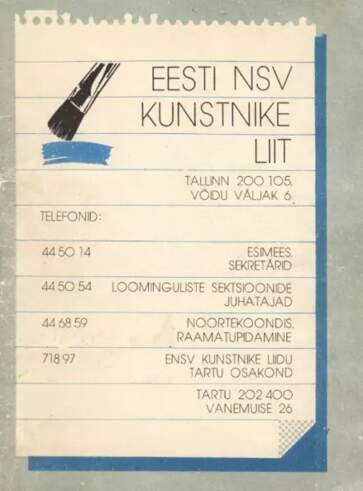 EESTI NSV
KUNSTNIKE
LIIT
TALLINN 200 105,
VÕIDU VÄLJAK 6.
TELEFONID:
44 50 14 ESIMEES,
SEKRETÄRID
44 50 54 LOOMINGULISTE SEKTSIOONIDE
JUHATAJAD
44 68 59 NOORTEKOONDIS,
RAAMATUPIDAMINE
718 97 ENSV KUNSTNIKE LIIDU
TARTU OSAKOND
TARTU 202 400
VANEMUISE 26